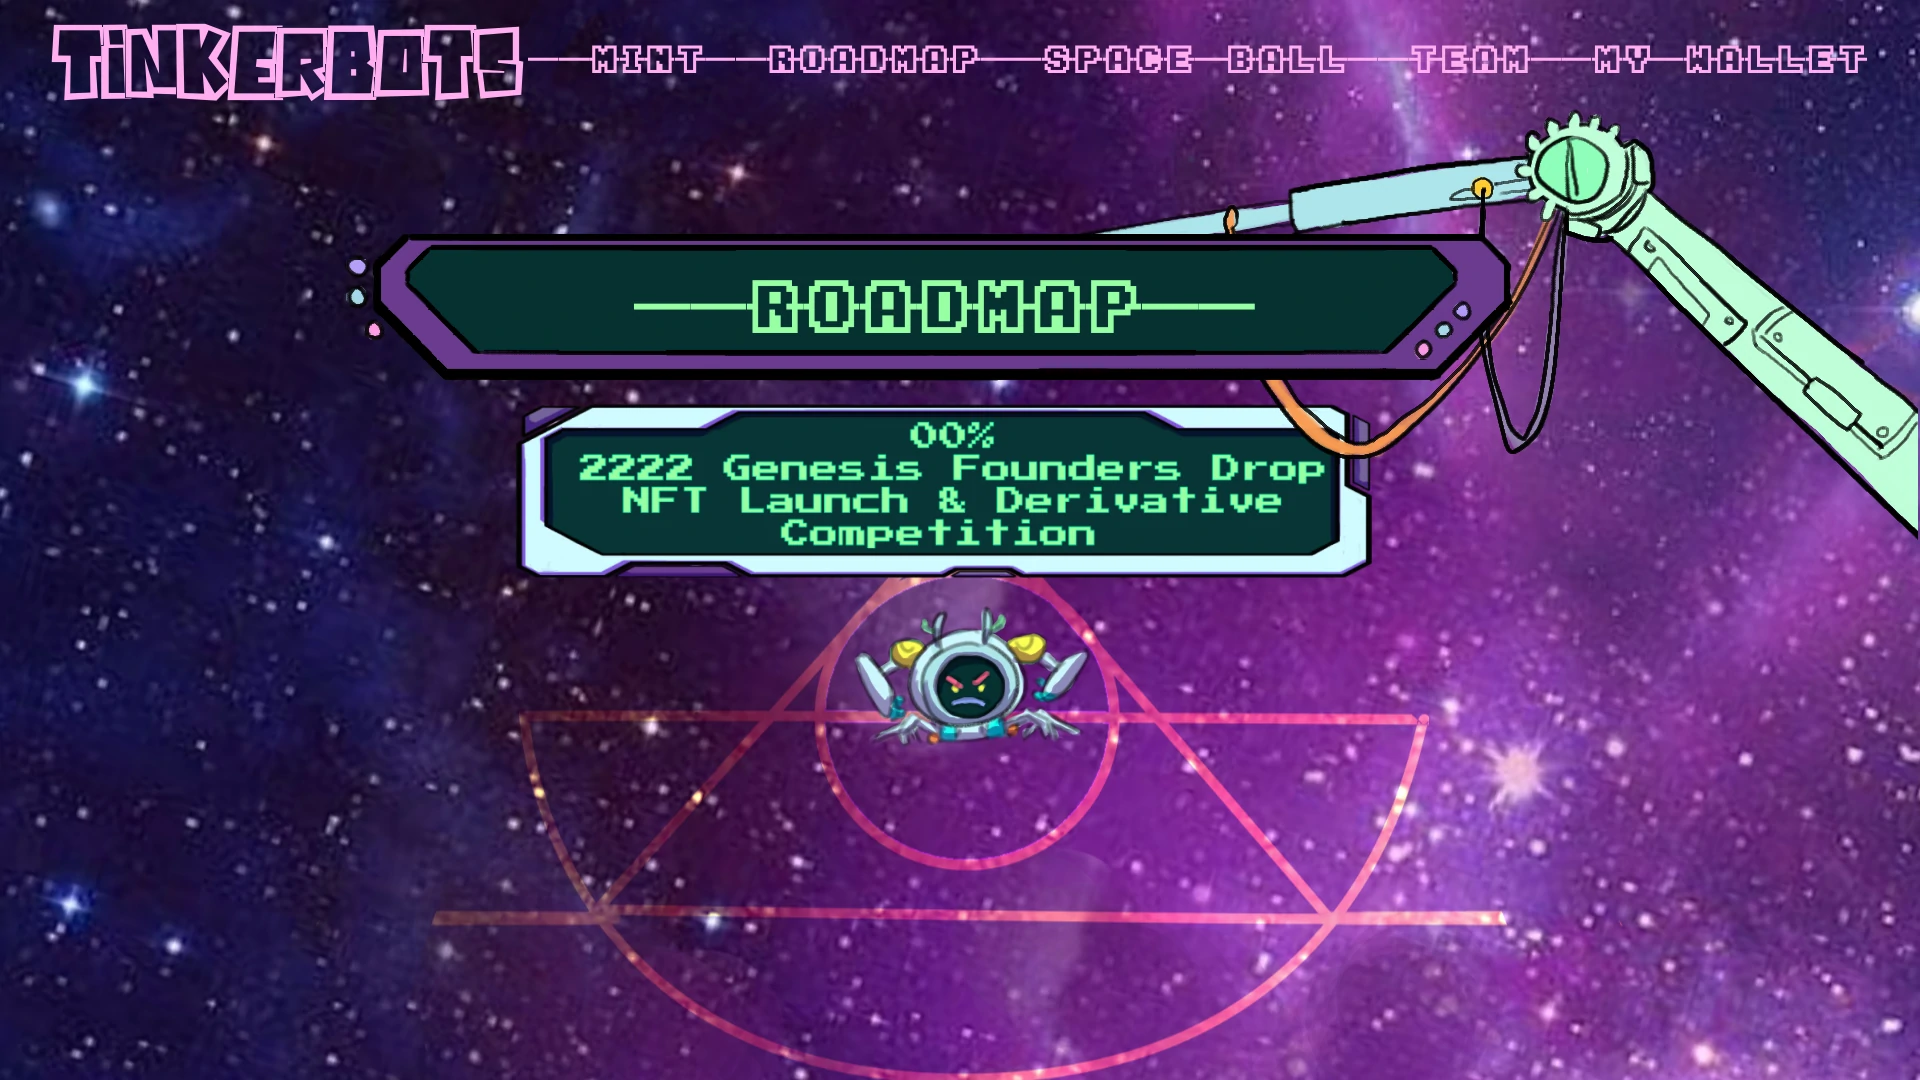 TiNKERBOTS
MINT ROADMAP SPACE BALL TEAM MY WALLET
ROADMAP
00%
2222 Genesis Founders Drop
NFT Launch & Derivative
Competition